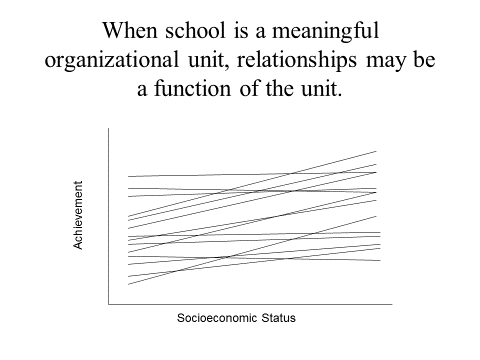 When school is a meaningful
organizational unit, relationships may be
a function of the unit.
Achievement
Socioeconomic Status